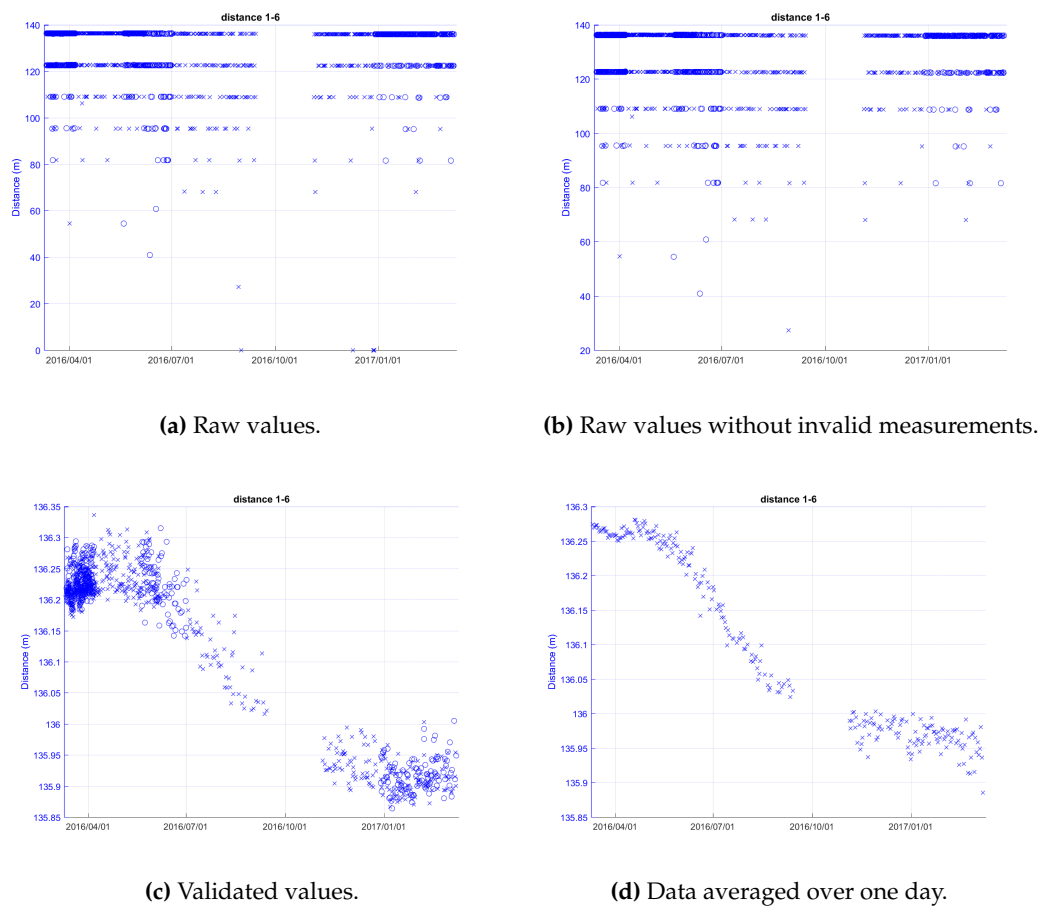 distance 1-6
140
120
100
80
60
40
20
0
Distance (m)
2016/04/01 2016/07/01 2016/10/01 2017/01/01
(a) Raw values.
distance 1-6
140
120
100
80
60
40
20
Distance (m)
2016/04/01 2016/07/01 2016/10/01 2017/01/01
(b) Raw values without invalid measurements.
distance 1-6
136.35
136.3
136.25
136.2
136.15
136.1
136.05
136
135.95
135.9
135.85
Distance (m)
2016/04/01 2016/07/01 2016/10/01 2017/01/01
(c) Validated values.
distance 1-6
136.3
136.25
136.2
136.15
136.1
136.05
136
135.95
135.9
135.85
Distance (m)
2016/04/01 2016/07/01 2016/10/01 2017/01/01
(d) Data averaged over one day.